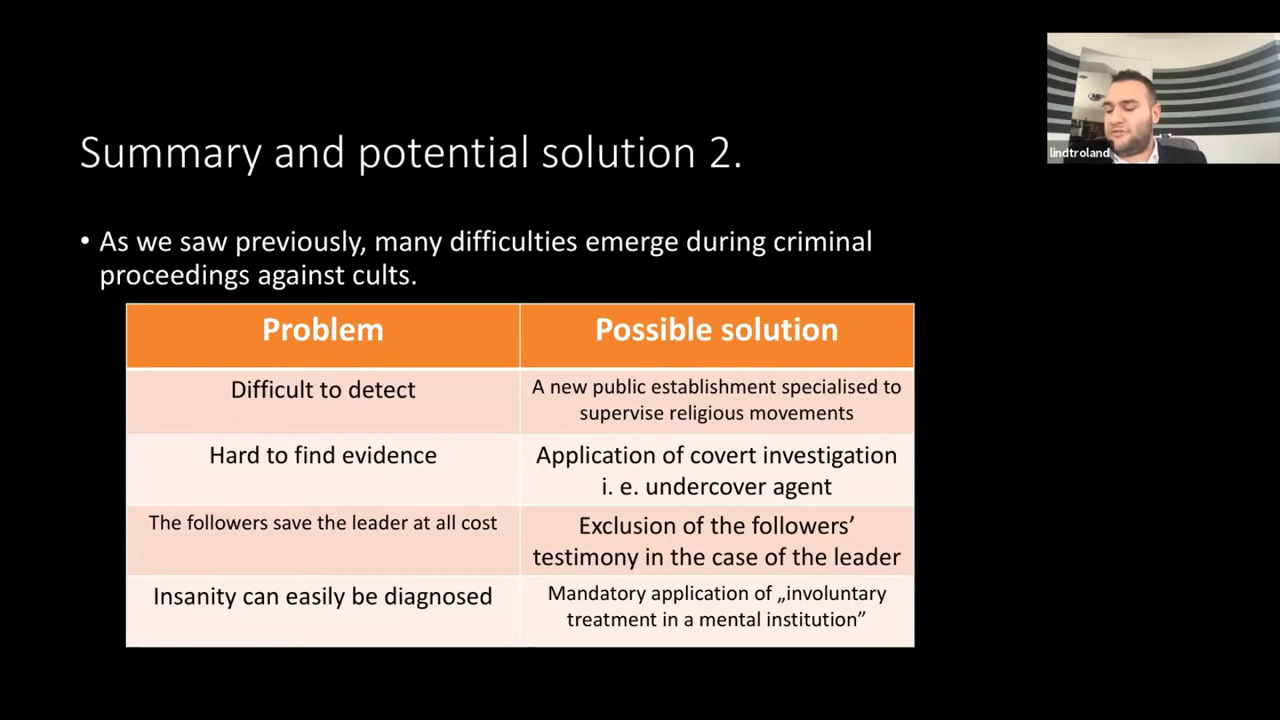 lindtroland
Summary and potential solution 2.
• As we saw previously, many difficulties emerge during criminal
proceedings against cults.
Problem
Possible solution
Difficult to detect
A new public establishment specialised to
supervise religious movements
Hard to find evidence
Application of covert investigation
i. e. undercover agent
The followers save the leader at all cost
Exclusion of the followers’
testimony in the case of the leader
Insanity can easily be diagnosed
Mandatory application of „involuntary
treatment in a mental institution”